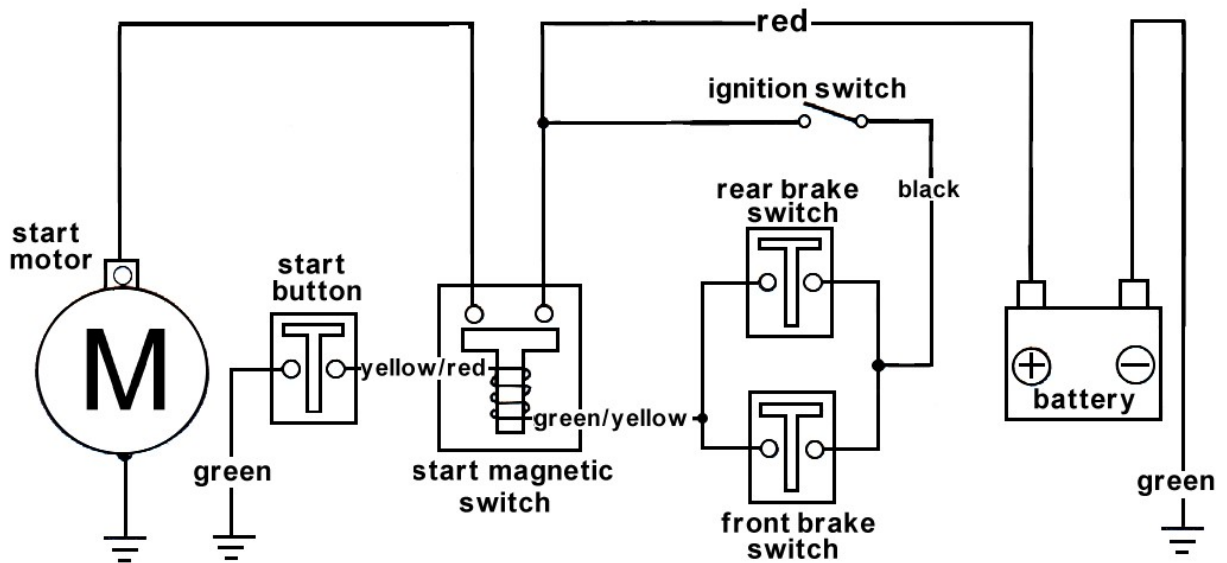 red
ignition switch
rear brake
switch
black
start
motor
start
button
M
yellow/red
green/yellow
+
−
battery
green
start magnetic
switch
green
front brake
switch